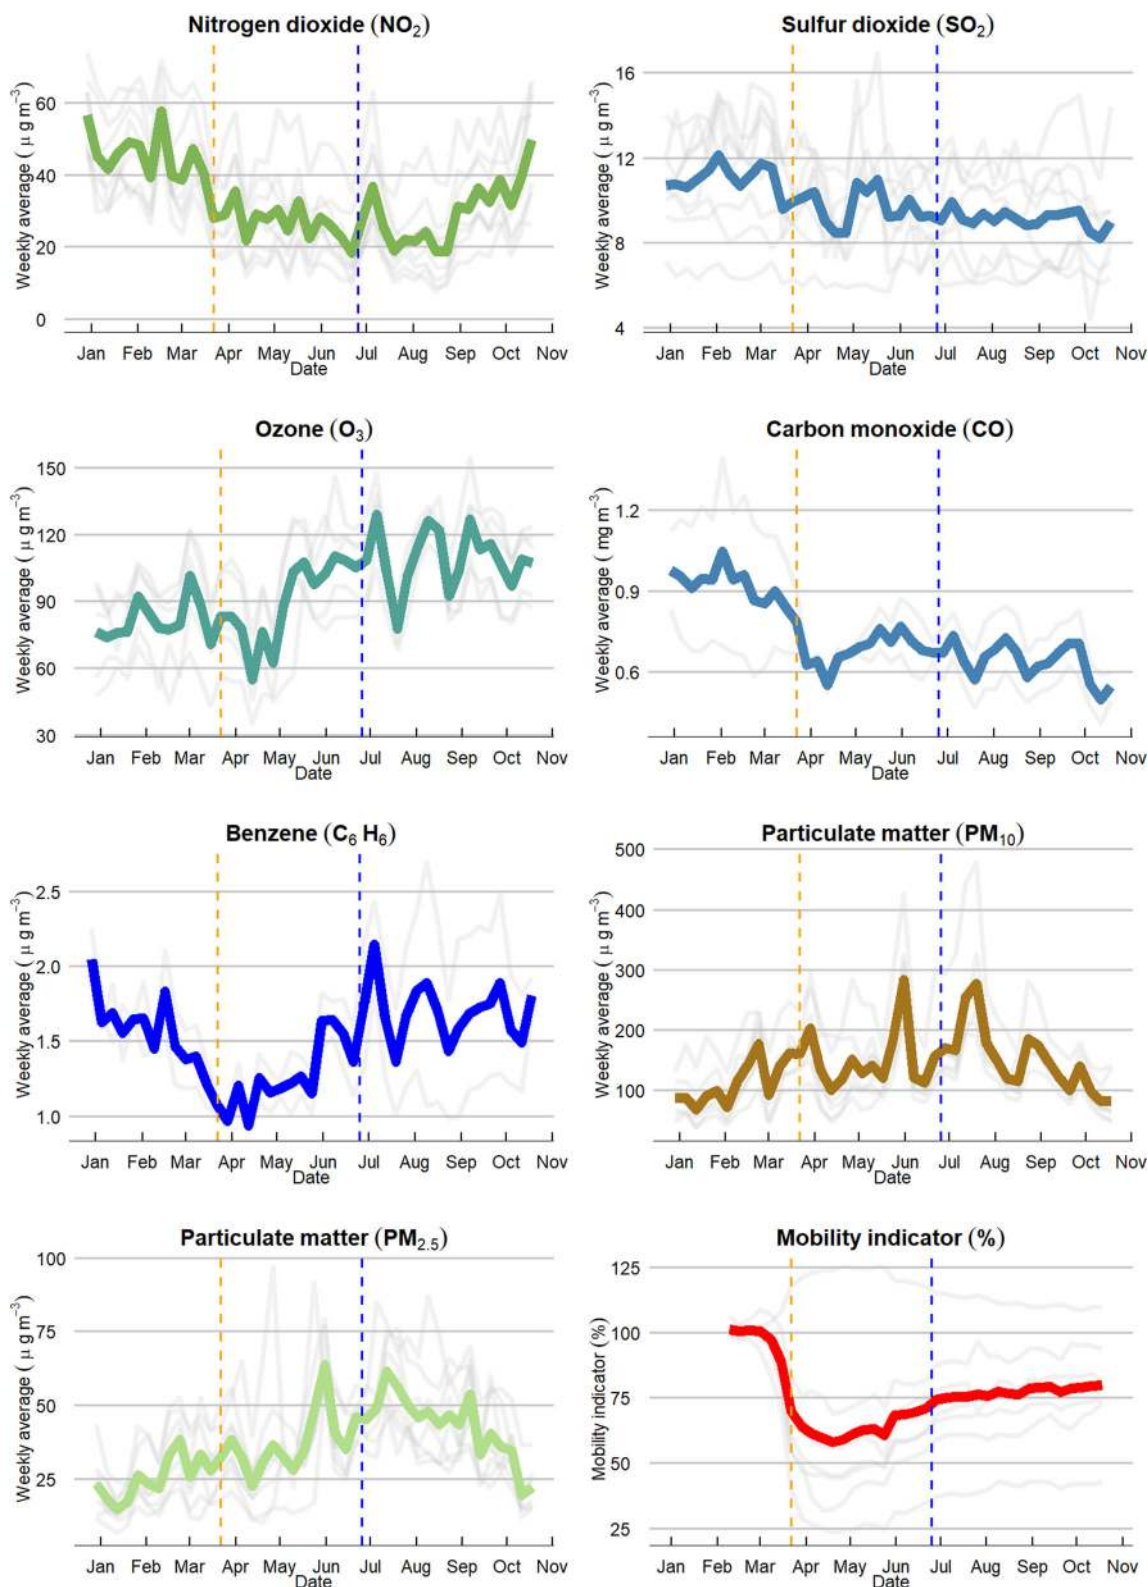 Nitrogen dioxide (NO₂)
Weekly average ( μ g m⁻³)
60
40
20
0
Jan Feb Mar Apr May Jun Jul Aug Sep Oct Nov
Date
Sulfur dioxide (SO₂)
Weekly average ( μ g m⁻³)
16
12
8
4
Jan Feb Mar Apr May Jun Jul Aug Sep Oct Nov
Date
Ozone (O₃)
Weekly average ( μ g m⁻³)
150
120
90
60
30
Jan Feb Mar Apr May Jun Jul Aug Sep Oct Nov
Date
Carbon monoxide (CO)
Weekly average ( mg m⁻³)
1.2
0.9
0.6
Jan Feb Mar Apr May Jun Jul Aug Sep Oct Nov
Date
Benzene (C₆ H₆)
Weekly average ( μ g m⁻³)
2.5
2.0
1.5
1.0
Jan Feb Mar Apr May Jun Jul Aug Sep Oct Nov
Date
Particulate matter (PM₁₀)
Weekly average ( μ g m⁻³)
500
400
300
200
100
Jan Feb Mar Apr May Jun Jul Aug Sep Oct Nov
Date
Particulate matter (PM₂.₅)
Weekly average ( μ g m⁻³)
100
75
50
25
Jan Feb Mar Apr May Jun Jul Aug Sep Oct Nov
Date
Mobility indicator (%)
Mobility indicator (%)
125
100
75
50
25
Jan Feb Mar Apr May Jun Jul Aug Sep Oct Nov
Date